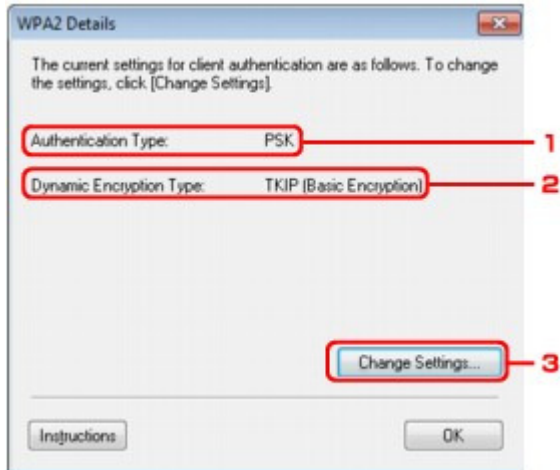 WPA2 Details
The current settings for client authentication are as follows. To change
the settings, click [Change Settings].
Authentication Type: PSK
1
Dynamic Encryption Type: TKIP (Basic Encryption)
2
Change Settings...
3
Instructions
OK